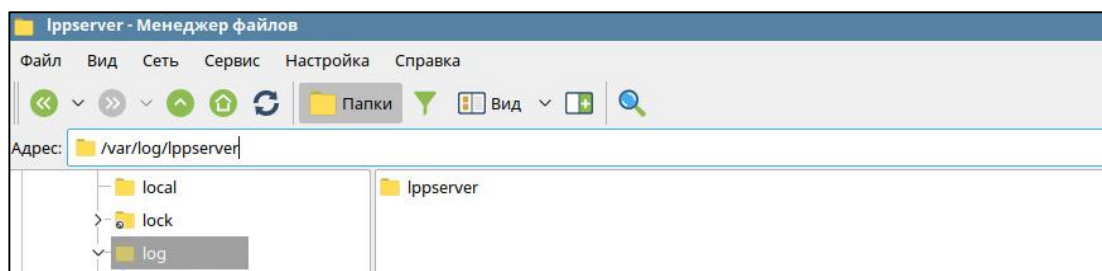 lppserver - Менеджер файлов
Файл Вид Сеть Сервис Настройка Справка
Папки Вид
Адрес: /var/log/lppserver
local lppserver
lock
log